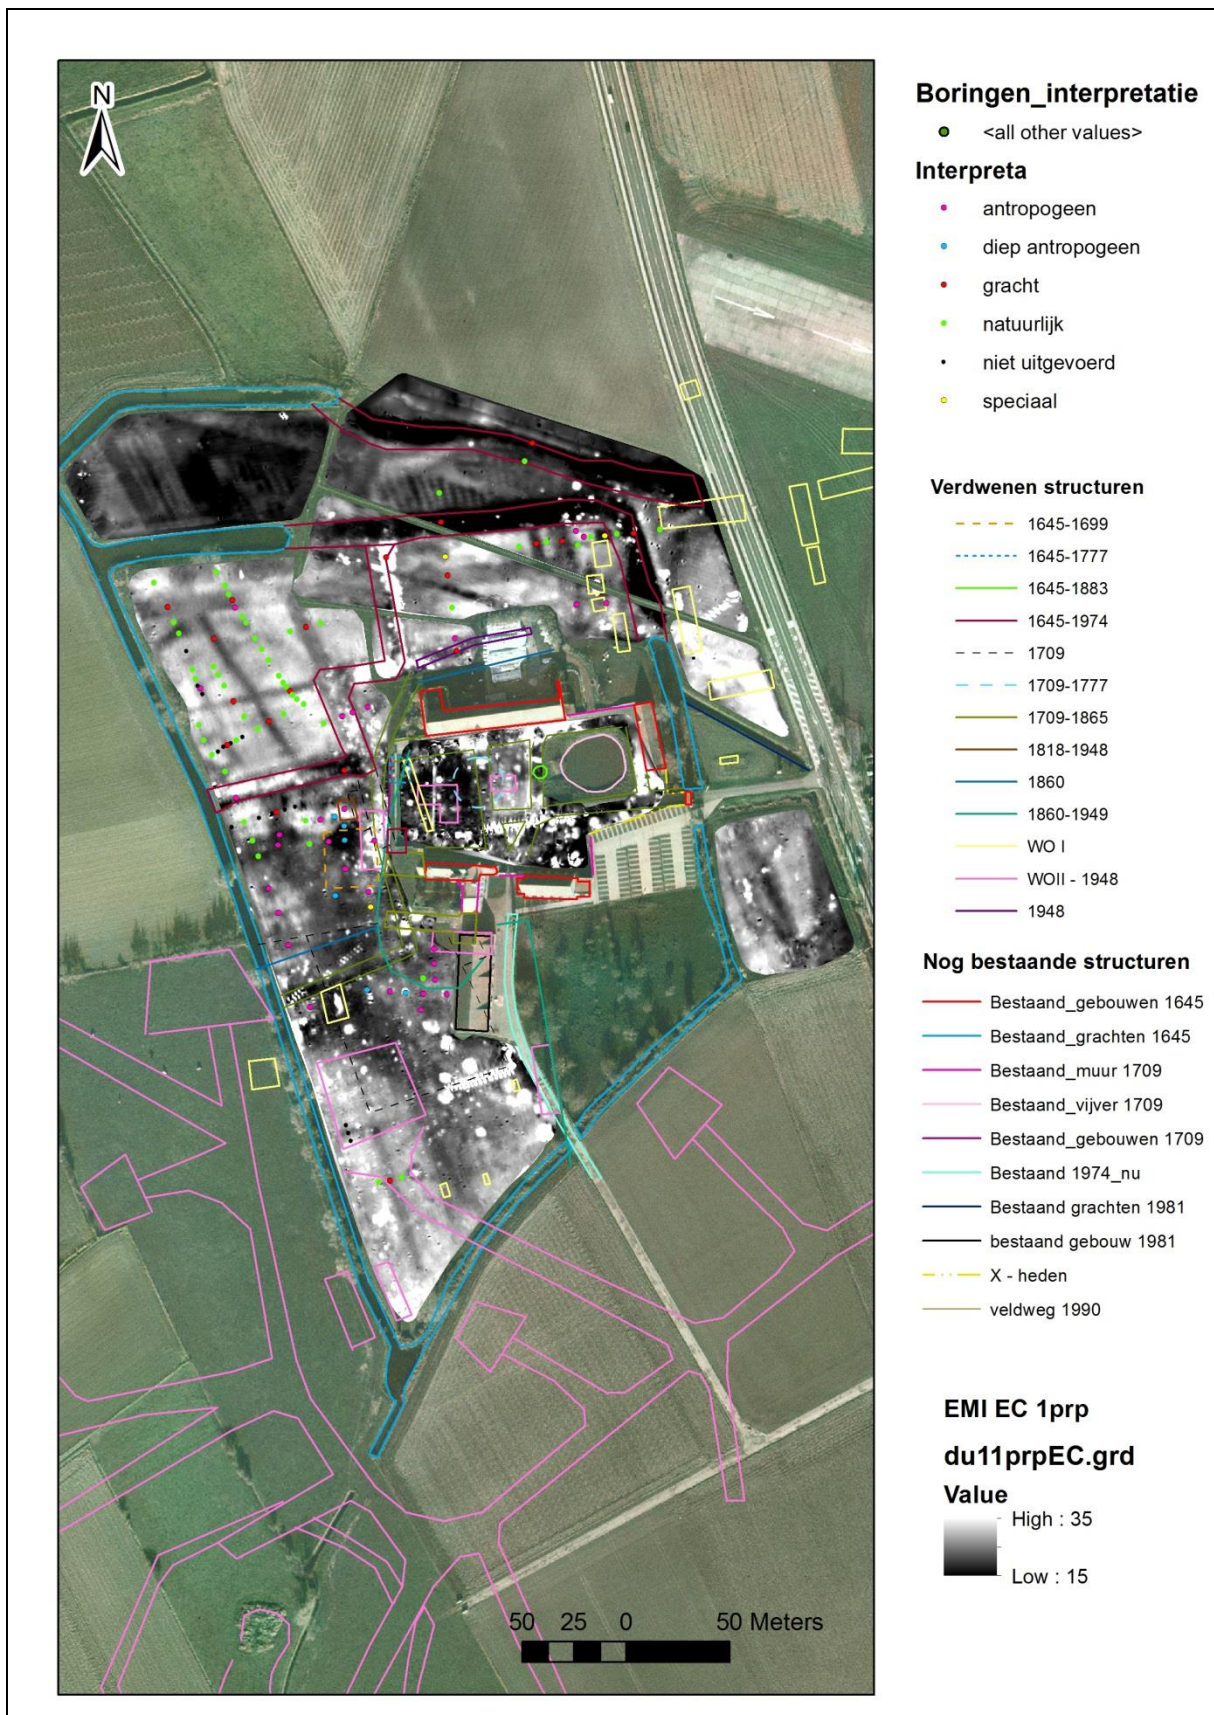 N
Boringen_interpretatie
<all other values>
Interpreta
antropogeen
diep antropogeen
gracht
natuurlijk
niet uitgevoerd
speciaal
Verdwenen structuren
1645-1699
1645-1777
1645-1883
1645-1974
1709
1709-1777
1709-1865
1818-1948
1860
1860-1949
WO I
WOII - 1948
1948
Nog bestaande structuren
Bestaand_gebouwen 1645
Bestaand_grachten 1645
Bestaand_muur 1709
Bestaand_vijver 1709
Bestaand_gebouwen 1709
Bestaand 1974_nu
Bestaand grachten 1981
bestaand gebouw 1981
X - heden
veldweg 1990
EMI EC 1prp
du11prpEC.grd
Value
High : 35
Low : 15
50 25 0 50 Meters